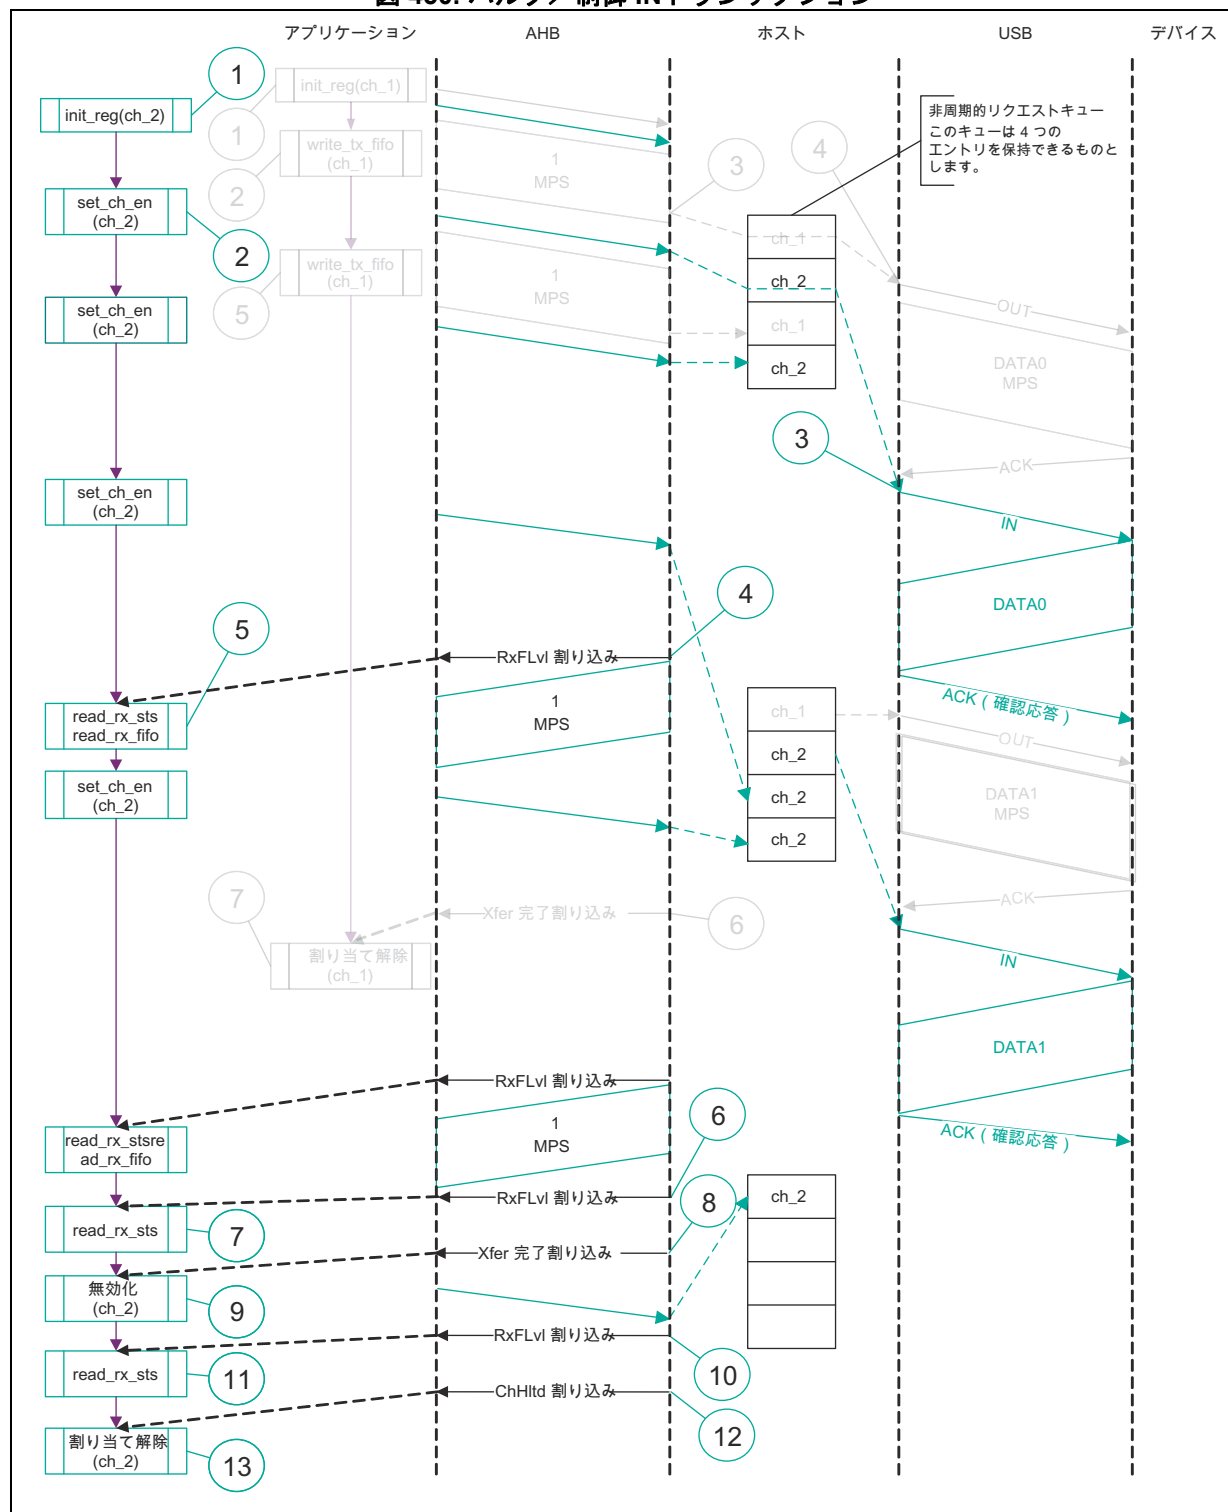 アプリケーション
AHB
ホスト
USB
デバイス
1
init_reg(ch_2)
init_reg(ch_1)
1
非周期的リクエストキュー
このキューは 4 つの
エントリを保持できるものと
します。
write_tx_fifo
(ch_1)
2
1
MPS
3
4
set_ch_en
(ch_2)
2
ch_1
write_tx_fifo
(ch_1)
5
1
MPS
ch_2
set_ch_en
(ch_2)
ch_1
ch_2
OUT
DATA0
MPS
3
ACK
set_ch_en
(ch_2)
IN
DATA0
4
5
RxFLvl 割り込み
read_rx_sts
read_rx_fifo
1
MPS
ACK ( 確認応答 )
ch_1
OUT
ch_2
set_ch_en
(ch_2)
ch_2
ch_2
DATA1
MPS
7
Xfer 完了割り込み
6
ACK
割り当て解除
(ch_1)
IN
DATA1
RxFLvl 割り込み
read_rx_stsre
ad_rx_fifo
1
MPS
6
ACK ( 確認応答 )
RxFLvl 割り込み
8
ch_2
read_rx_sts
7
Xfer 完了割り込み
無効化
(ch_2)
9
RxFLvl 割り込み
10
read_rx_sts
11
ChHltd 割り込み
12
割り当て解除
(ch_2)
13